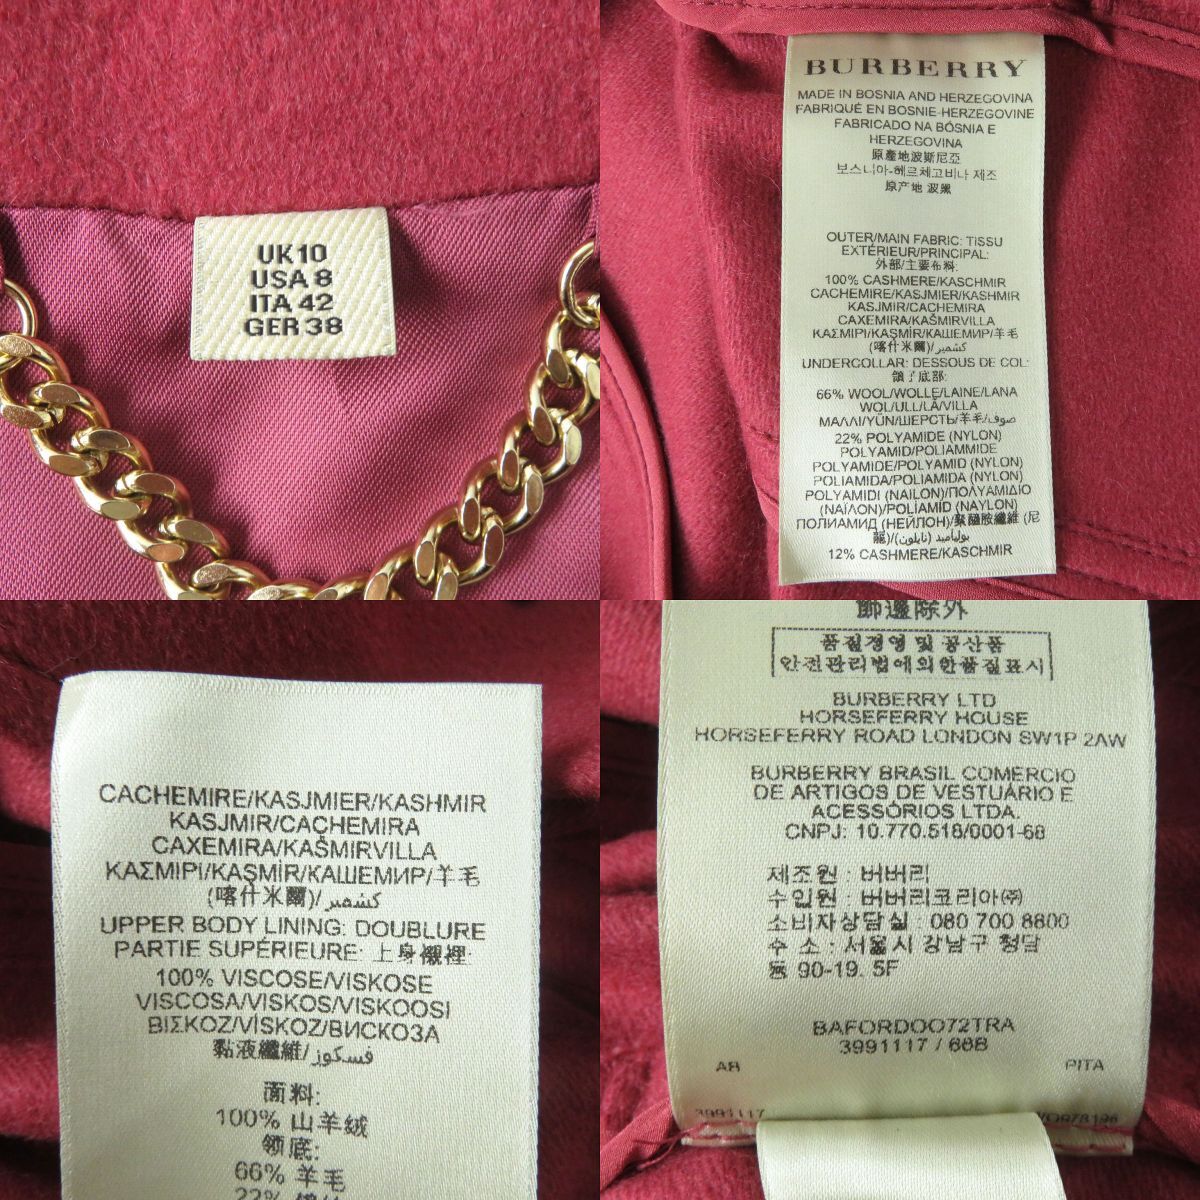 UK 10
USA 8
ITA 42
GER 38
BURBERRY
MADE IN BOSNIA AND HERZEGOVINA
FABRIQUÉ EN BOSNIE-HERZEGOVINE
FABRICADO NA BÓSNIA E
HERZEGOVINA
原產地波斯尼亞
보스니아-헤르체고비나 제조
原产地 波黑
OUTER/MAIN FABRIC: TISSU
EXTÉRIEUR/PRINCIPAL:
外部/主要布料:
100% CASHMERE/KASCHMIR
CACHEMIRE/KASJMIER/KASHMIR
KASJMIR/CACHEMIRA
CAXEMIRA/KAŠMIRVILLA
ΚΑΣΜΙΡΙ/KAŞMİR/КАШЕМИР/羊毛
(喀什米爾)/كشمير
UNDERCOLLAR: DESSOUS DE COL:
領子底部:
66% WOOL/WOLLE/LAINE/LANA
WOL/ULL/LÃ/VILLA
ΜΑΛΛΙ/YÜN/ШЕРСТЬ/羊毛/صوف
22% POLYAMIDE (NYLON)
POLYAMID/POLIAMMIDE
POLYAMIDE/POLYAMID (NYLON)
POLIAMIDA/POLIAMIDA (NYLON)
POLYAMIDI (NAILON)/ΠΟΛΥΑΜΙΔΙΟ
(ΝΑΪΛΟΝ)/POLİAMİD (NAYLON)
ПОЛИАМИД (НЕЙЛОН)/聚醯胺纖維 (尼
龍)/بولياميد (نايلون)
12% CASHMERE/KASCHMIR
CACHEMIRE/KASJMIER/KASHMIR
KASJMIR/CACHEMIRA
CAXEMIRA/KAŠMIRVILLA
ΚΑΣΜΙΡΙ/KAŞMİR/КАШЕМИР/羊毛
(喀什米爾)/كشمير
UPPER BODY LINING: DOUBLURE
PARTIE SUPÉRIEURE: 上身襯裡:
100% VISCOSE/VISKOSE
VISCOSA/VISKOS/VISKOOSI
ΒΙΣΚΟΖ/VİSKOZ/ВИСКОЗА
黏液纖維/فسكوز
面料:
100% 山羊绒
领底:
66% 羊毛
22%
飾邊除外
품질경영 및 공산품
안전관리법에의한품질표시
BURBERRY LTD
HORSEFERRY HOUSE
HORSEFERRY ROAD LONDON SW1P 2AW
BURBERRY BRASIL COMERCIO
DE ARTIGOS DE VESTUÁRIO E
ACESSÓRIOS LTDA.
CNPJ: 10.770.518/0001-68
제조원 : 버버리
수입원 : 버버리코리아㈜
소비자상담실 : 080 700 8800
주 소 : 서울시 강남구 청담
동 90-19. 5F
BAFORDOO72TRA
3991117 / 66B
AB PITA
3991117